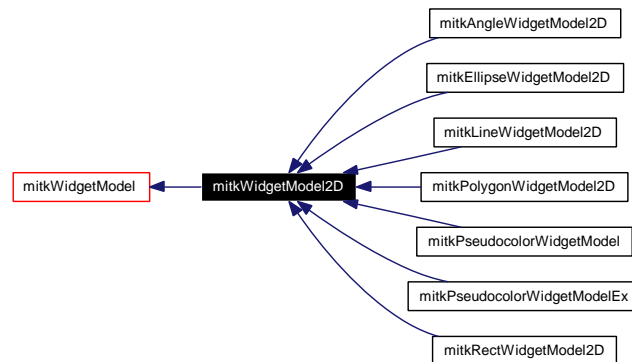 mitkWidgetModel
mitkWidgetModel2D
mitkAngleWidgetModel2D
mitkEllipseWidgetModel2D
mitkLineWidgetModel2D
mitkPolygonWidgetModel2D
mitkPseudocolorWidgetModel
mitkPseudocolorWidgetModelEx
mitkRectWidgetModel2D